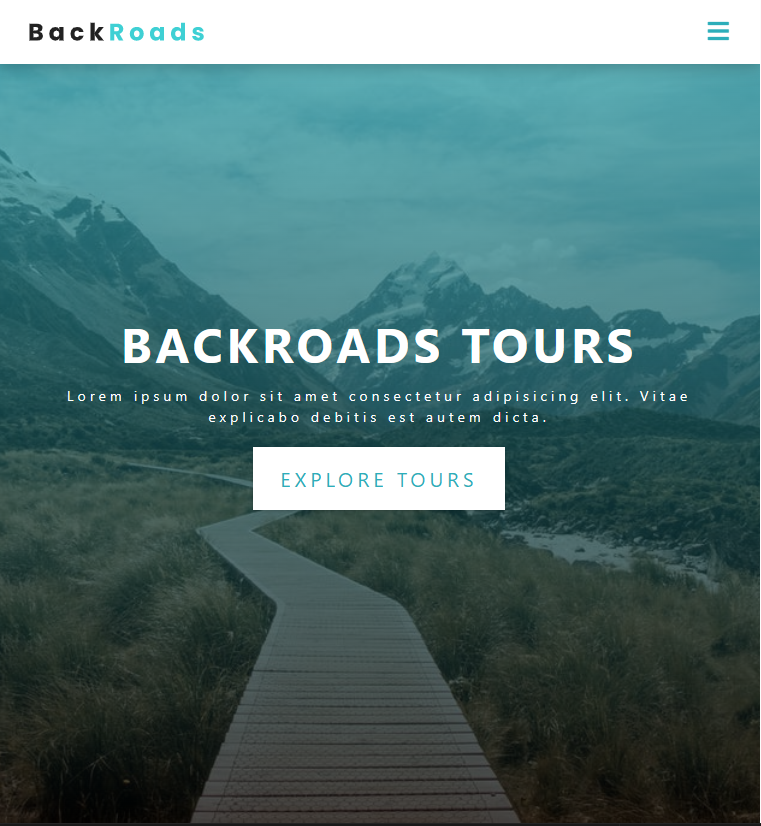 BackRoads
BACKROADS TOURS
Lorem ipsum dolor sit amet consectetur adipisicing elit. Vitae
explicabo debitis est autem dicta.
EXPLORE TOURS